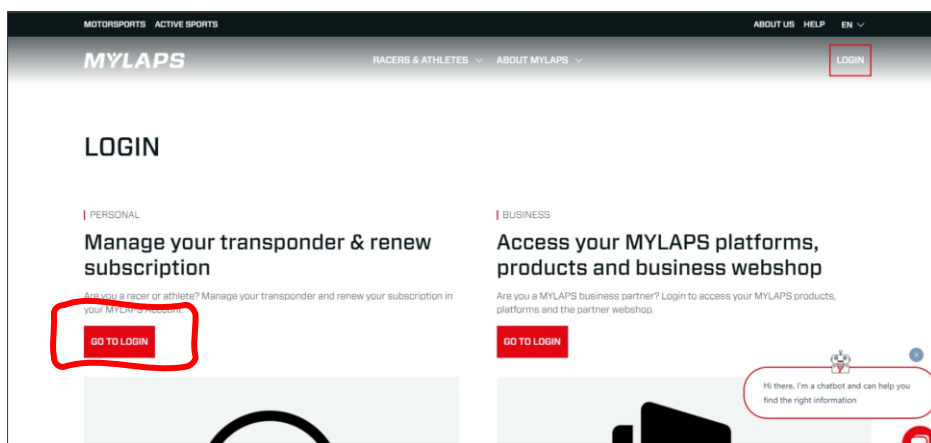 MOTORSPORTS ACTIVE SPORTS
ABOUT US HELP EN
MYLAPS
RACERS & ATHLETES ABOUT MYLAPS
LOGIN
LOGIN
PERSONAL
Manage your transponder & renew
subscription
Are you a racer or athlete? Manage your transponder and renew your subscription in
your MYLAPS Account.
GO TO LOGIN
BUSINESS
Access your MYLAPS platforms,
products and business webshop
Are you a MYLAPS business partner? Login to access your MYLAPS products,
platforms and the partner webshop.
GO TO LOGIN
Hi there, I'm a chatbot and can help you
find the right information